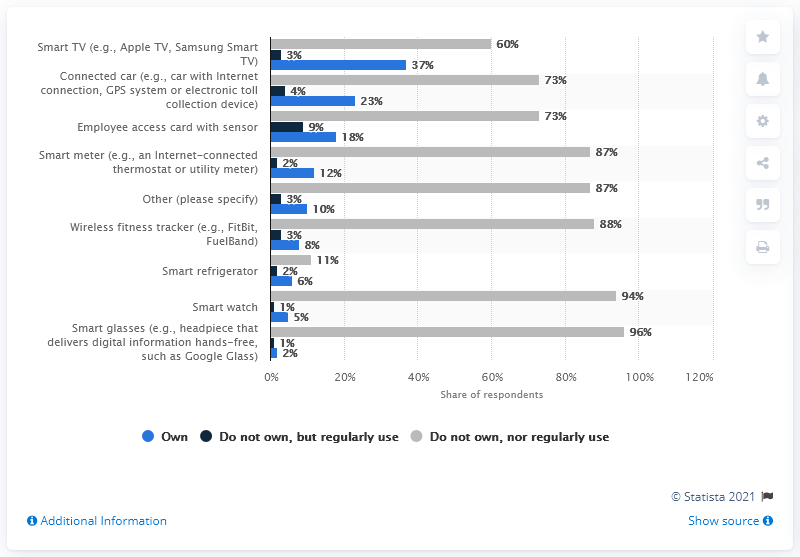 Smart TV (e.g., Apple TV, Samsung Smart
TV)
60%
3%
37%
Connected car (e.g., car with Internet
connection, GPS system or electronic toll
collection device)
73%
4%
23%
Employee access card with sensor
73%
9%
18%
Smart meter (e.g., an Internet-connected
thermostat or utility meter)
87%
2%
12%
Other (please specify)
87%
3%
10%
Wireless fitness tracker (e.g., FitBit,
FuelBand)
88%
3%
8%
Smart refrigerator
11%
2%
6%
Smart watch
94%
1%
5%
Smart glasses (e.g., headpiece that
delivers digital information hands-free,
such as Google Glass)
96%
1%
2%
0% 20% 40% 60% 80% 100% 120%
Share of respondents
Own Do not own, but regularly use Do not own, nor regularly use
© Statista 2021
Additional Information Show source